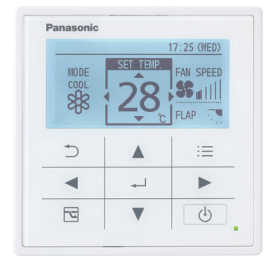 Panasonic
17:25 (WED)
MODE
COOL
SET TEMP.
28
℃
FAN SPEED
FLAP